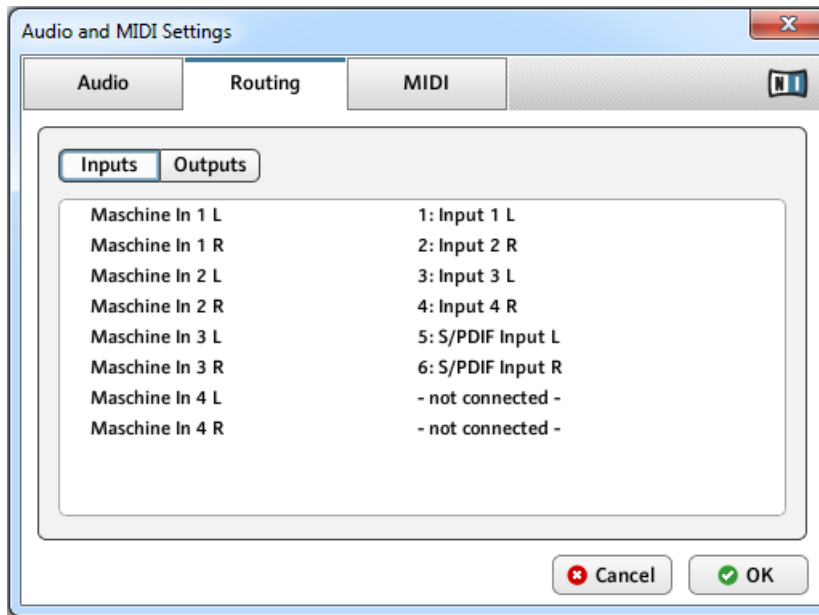 Audio and MIDI Settings
Audio Routing MIDI NI
Inputs Outputs
Maschine In 1 L 1: Input 1 L
Maschine In 1 R 2: Input 2 R
Maschine In 2 L 3: Input 3 L
Maschine In 2 R 4: Input 4 R
Maschine In 3 L 5: S/PDIF Input L
Maschine In 3 R 6: S/PDIF Input R
Maschine In 4 L - not connected -
Maschine In 4 R - not connected -
Cancel OK